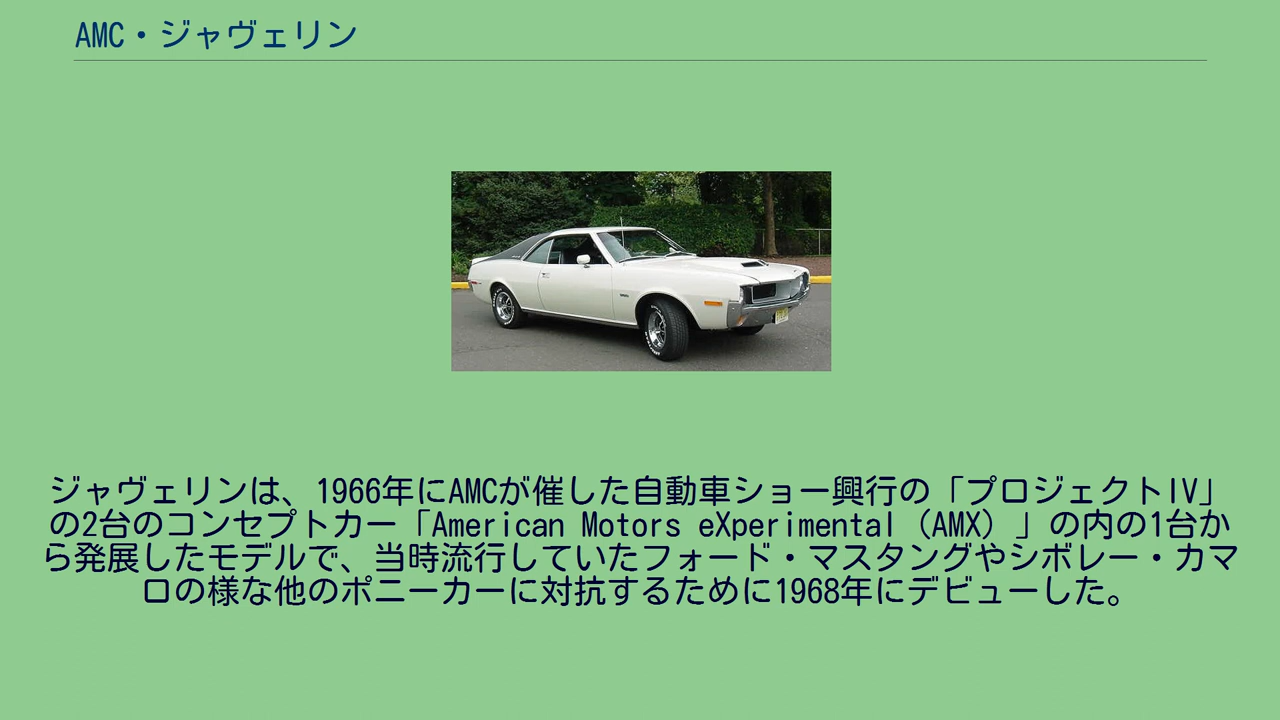 AMC・ジャヴェリン
ジャヴェリンは、1966年にAMCが催した自動車ショー興行の「プロジェクトIV」
の2台のコンセプトカー「American Motors eXperimental（AMX）」の内の1台か
ら発展したモデルで、当時流行していたフォード・マスタングやシボレー・カマ
ロの様な他のポニーカーに対抗するために1968年にデビューした。